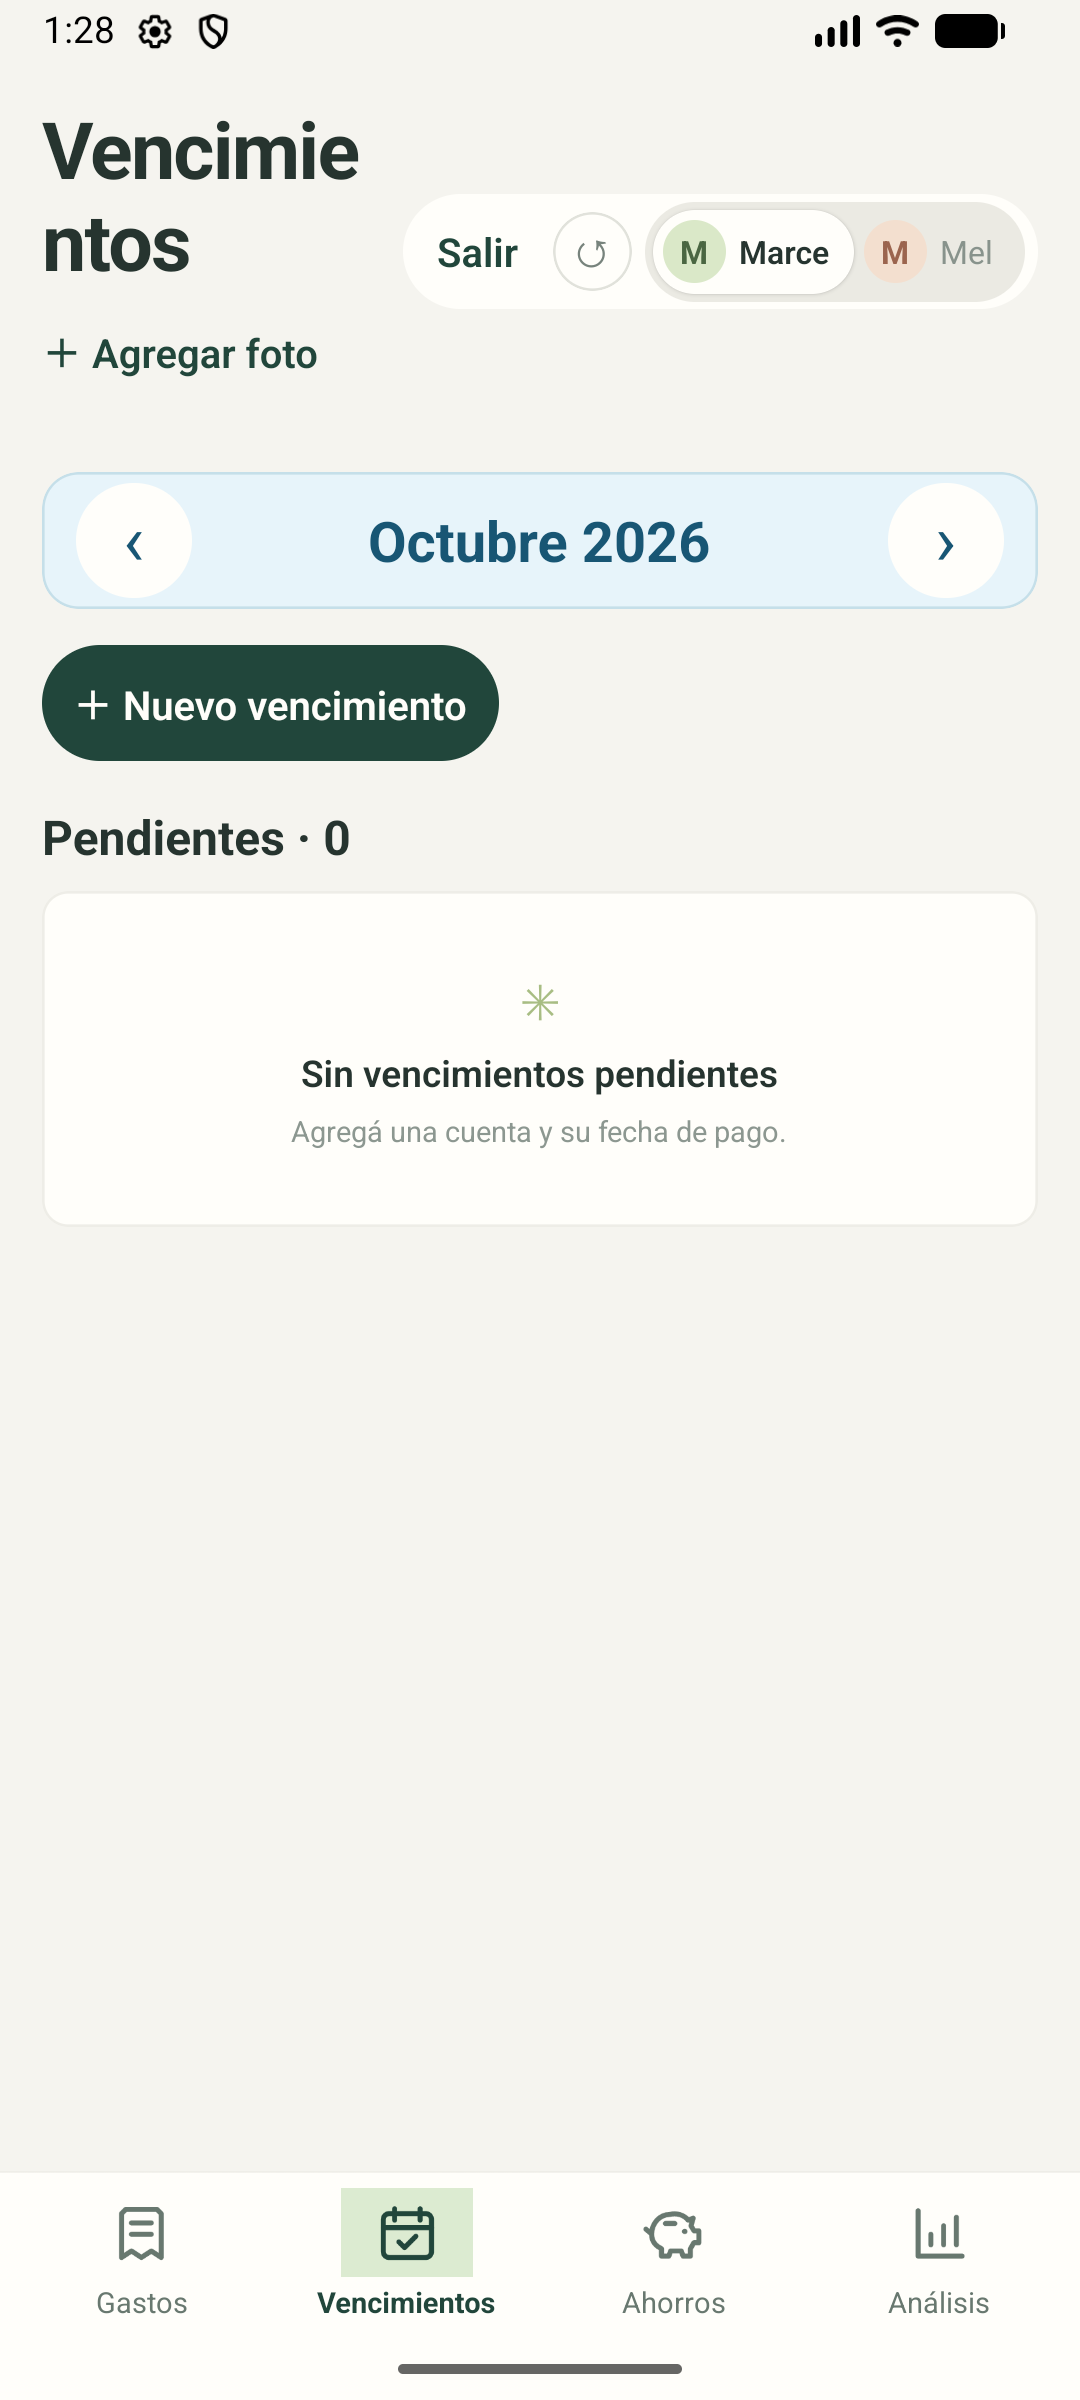 1:28
Vencimie
ntos
Salir
M Marce
M Mel
+ Agregar foto
‹ Octubre 2026 ›
+ Nuevo vencimiento
Pendientes · 0
Sin vencimientos pendientes
Agregá una cuenta y su fecha de pago.
Gastos
Vencimientos
Ahorros
Análisis